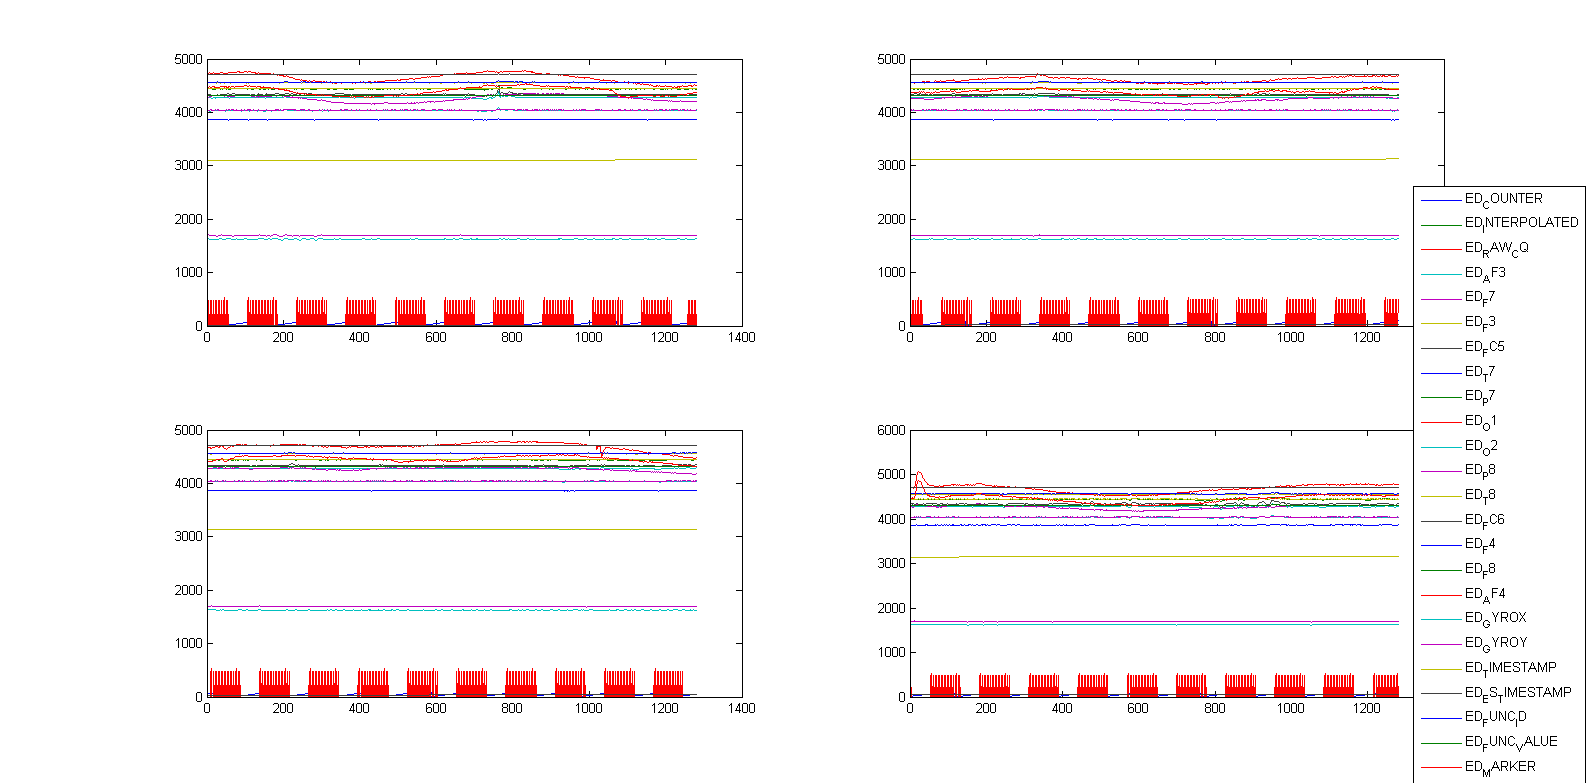 5000
4000
3000
2000
1000
0
0 200 400 600 800 1000 1200 1400
5000
4000
3000
2000
1000
0
0 200 400 600 800 1000 1200
5000
4000
3000
2000
1000
0
0 200 400 600 800 1000 1200 1400
6000
5000
4000
3000
2000
1000
0
0 200 400 600 800 1000 1200
ED_COUNTER
ED_INTERPOLATED
ED_RAW_CQ
ED_AF3
ED_F7
ED_F3
ED_FC5
ED_T7
ED_P7
ED_O1
ED_O2
ED_P8
ED_T8
ED_FC6
ED_F4
ED_F8
ED_AF4
ED_GYROX
ED_GYROY
ED_TIMESTAMP
ED_ES_TIMESTAMP
ED_FUNC_ID
ED_FUNC_VALUE
ED_MARKER